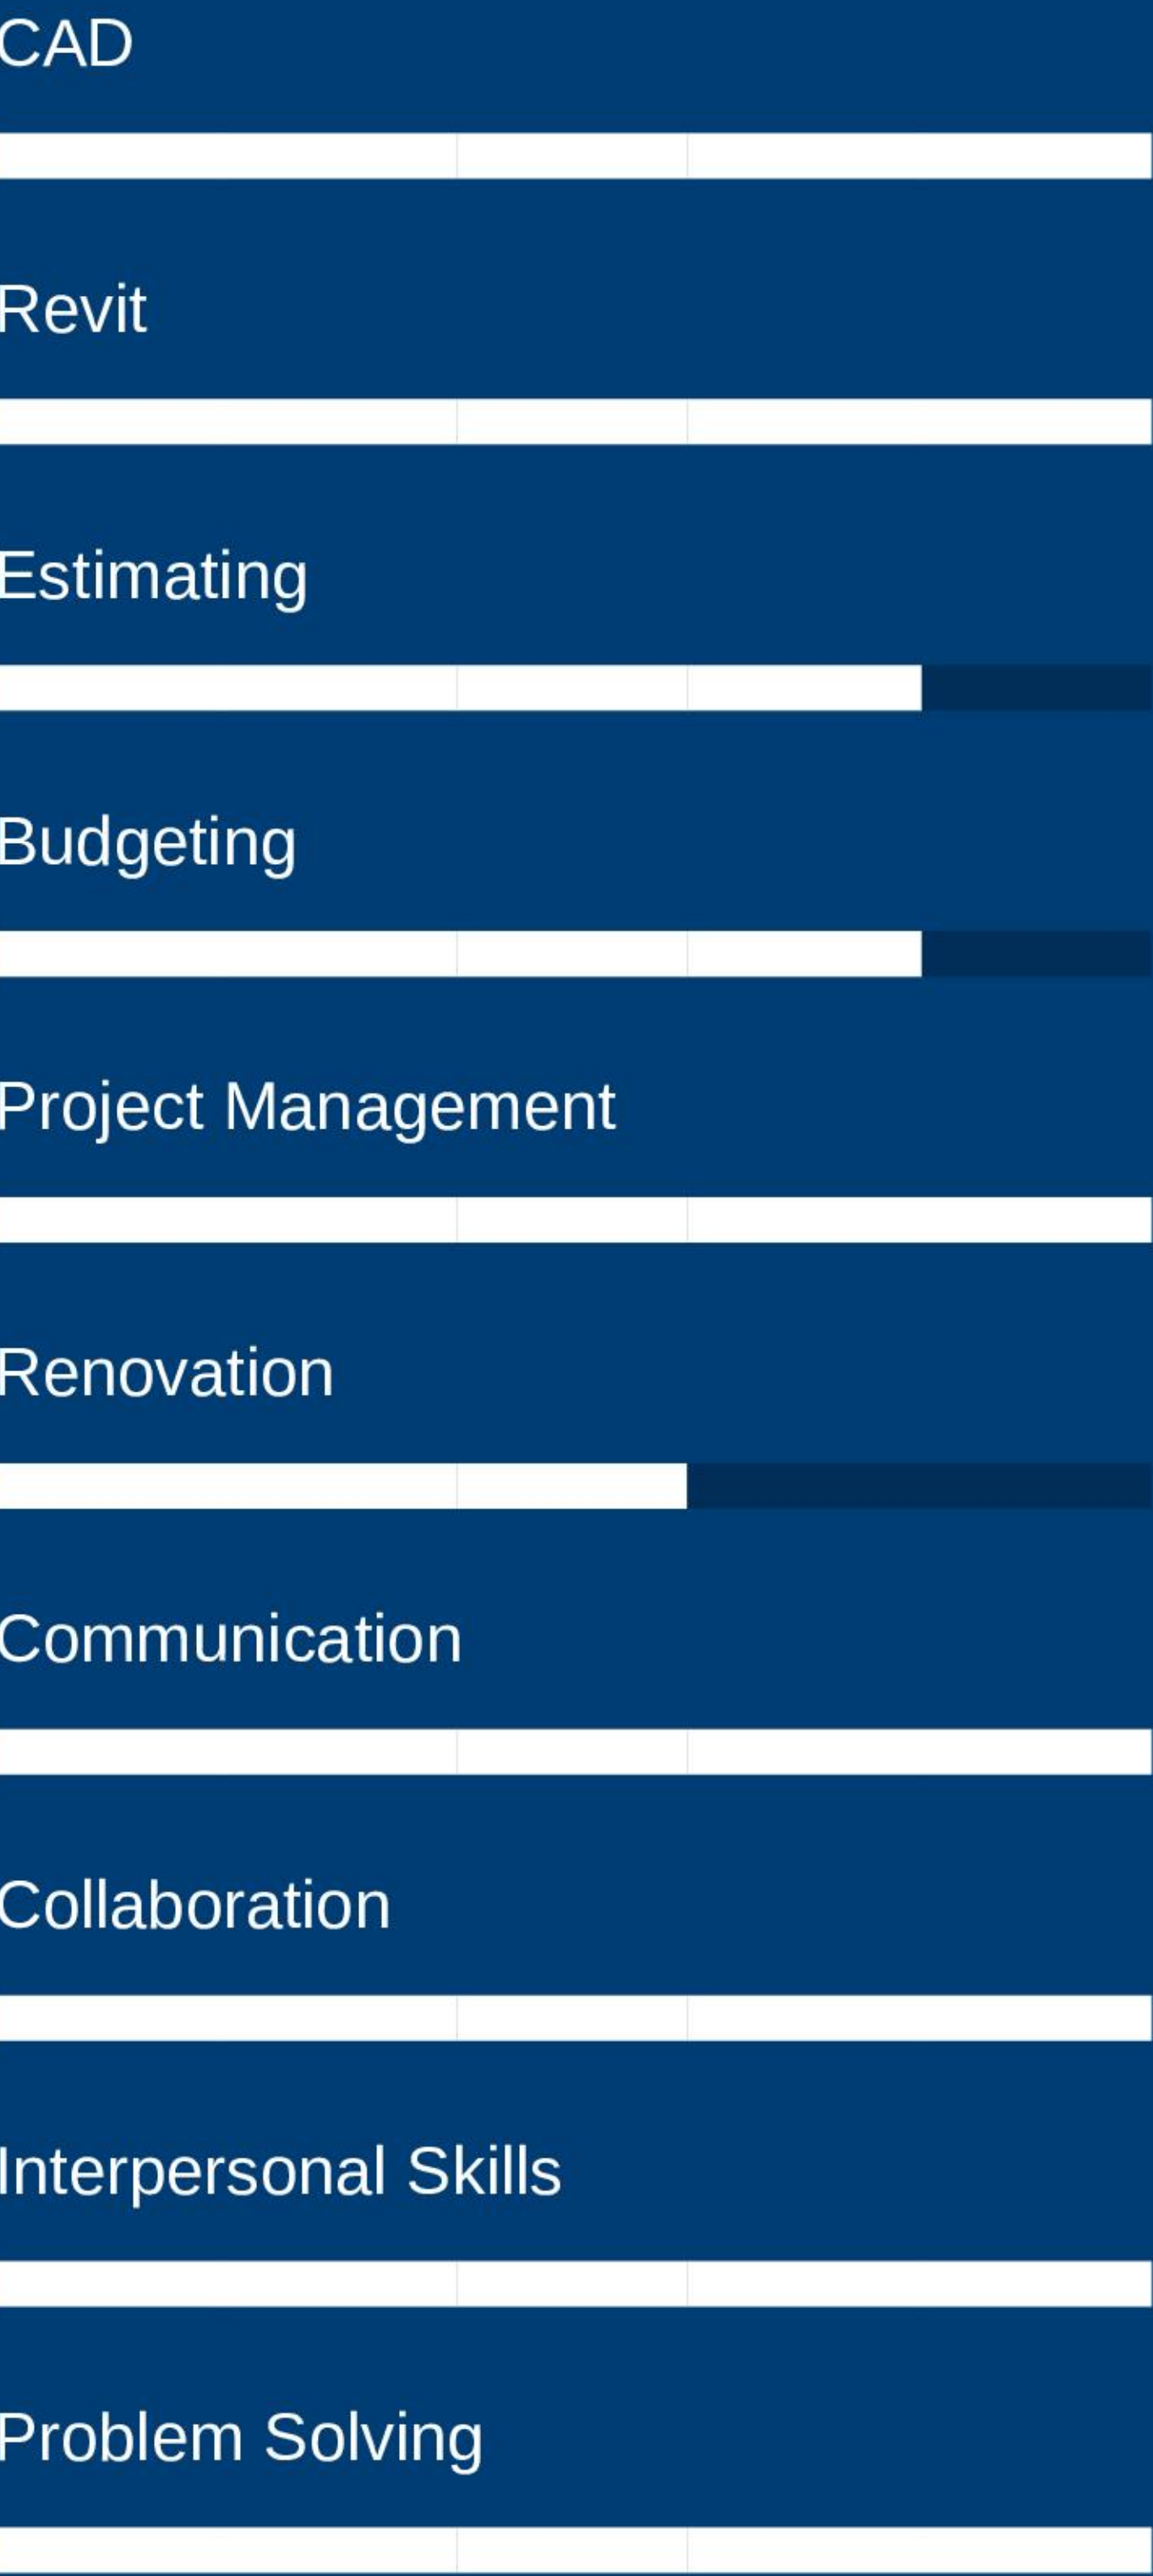 CAD
Revit
Estimating
Budgeting
Project Management
Renovation
Communication
Collaboration
Interpersonal Skills
Problem Solving